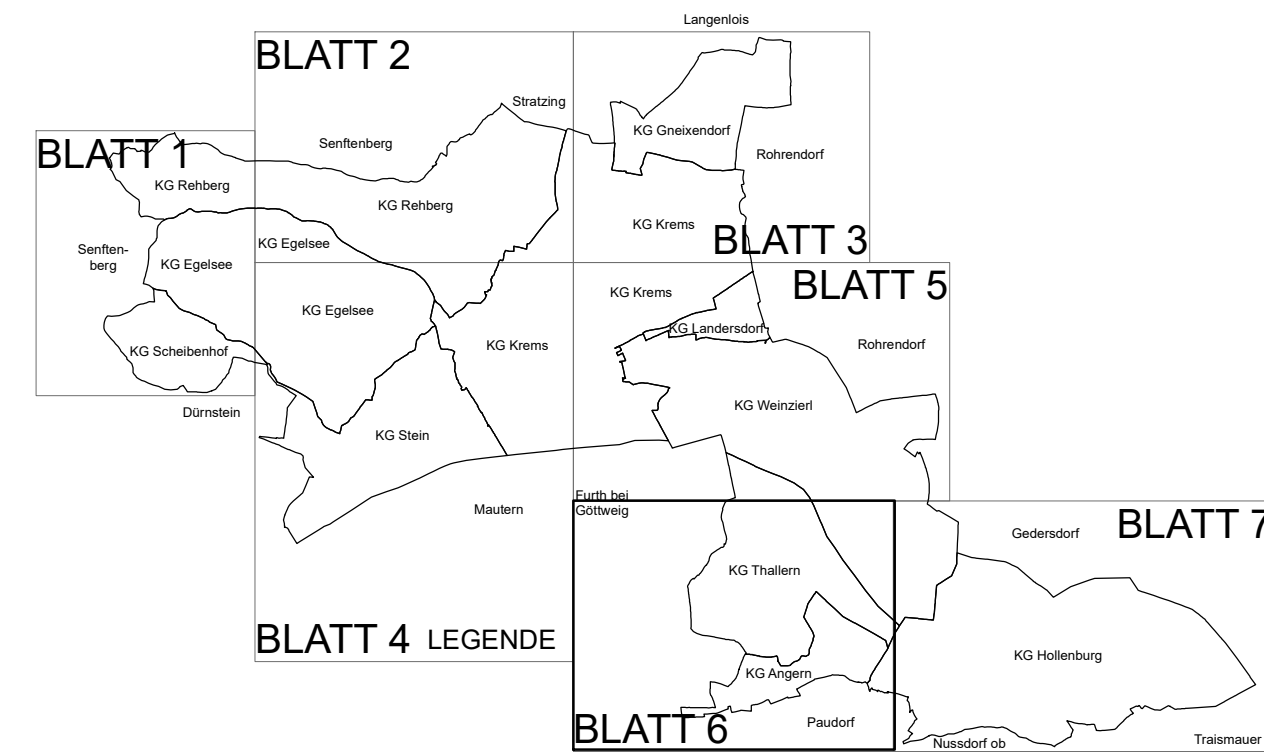 Langenlois
BLATT 2
Stratzing
Senftenberg
KG Gneixendorf
Rohrendorf
BLATT 1
KG Rehberg
KG Rehberg
KG Krems
BLATT 3
KG Egelsee
Senften-
berg
KG Egelsee
KG Egelsee
KG Krems
BLATT 5
KG Landersdorf
Rohrendorf
KG Krems
KG Scheibenhof
Dürnstein
KG Weinzierl
KG Stein
Mautern
Furth bei
Göttweig
Gedersdorf
BLATT 7
KG Thallern
BLATT 4
LEGENDE
KG Hollenburg
KG Angern
BLATT 6
Paudorf
Nussdorf ob
Traismauer